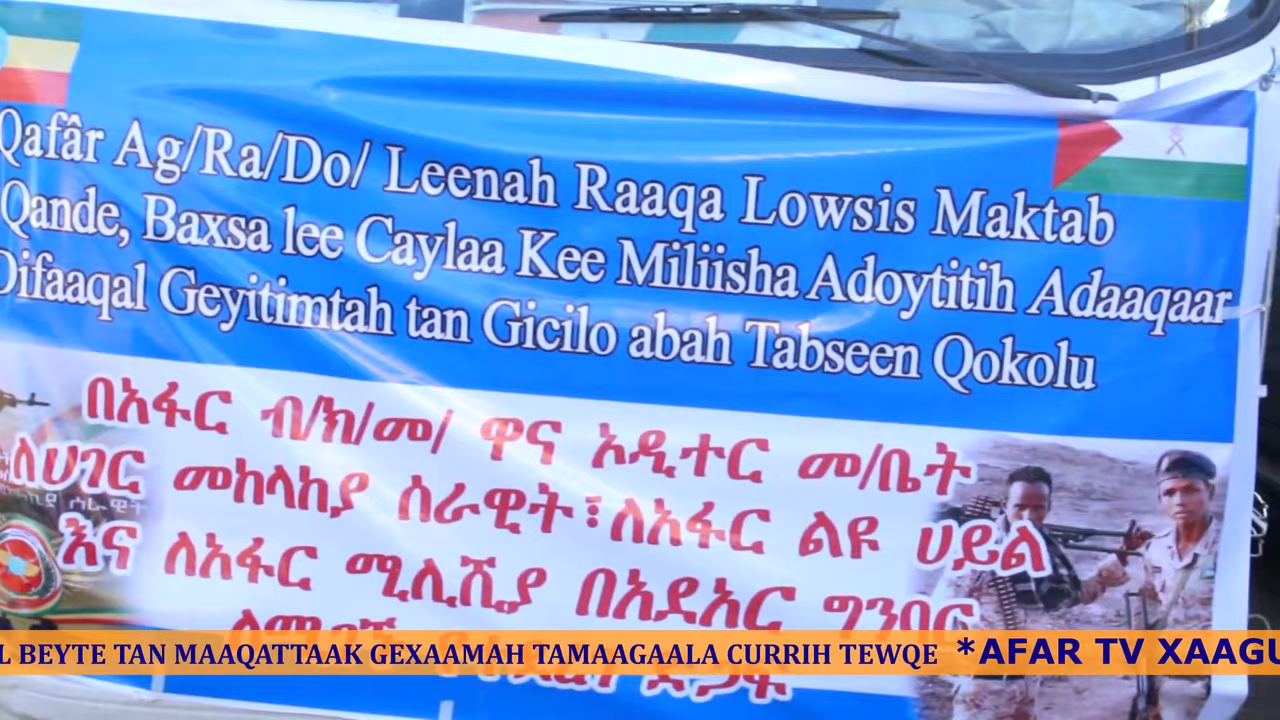 Qafâr Ag/Ra/Do/ Leenah Raaqa Lowsis Maktab
Qande, Baxsa lee Caylaa Kee Miliisha Adoytitih Adaaqaar
Difaaqal Geyitimtah tan Gicilo abah Tabseen Qokolu
በአፋር ብ/ክ/መ/ ዋና ኦዲተር መ/ቤት
ለሀገር መከላከያ ሰራዊት፣ለአፋር ልዩ ሀይል
እና ለአፋር ሚሊሺያ በአደአር ግንባር
L BEYTE TAN MAAQATTAAK GEXAAMAH TAMAAGAALA CURRIH TEWQE *AFAR TV XAAGU